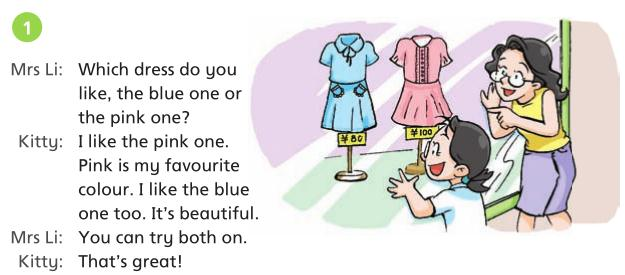 1
Mrs Li: Which dress do you
like, the blue one or
the pink one?
Kitty: I like the pink one.
Pink is my favourite
colour. I like the blue
one too. It's beautiful.
Mrs Li: You can try both on.
Kitty: That's great!
¥80
¥100